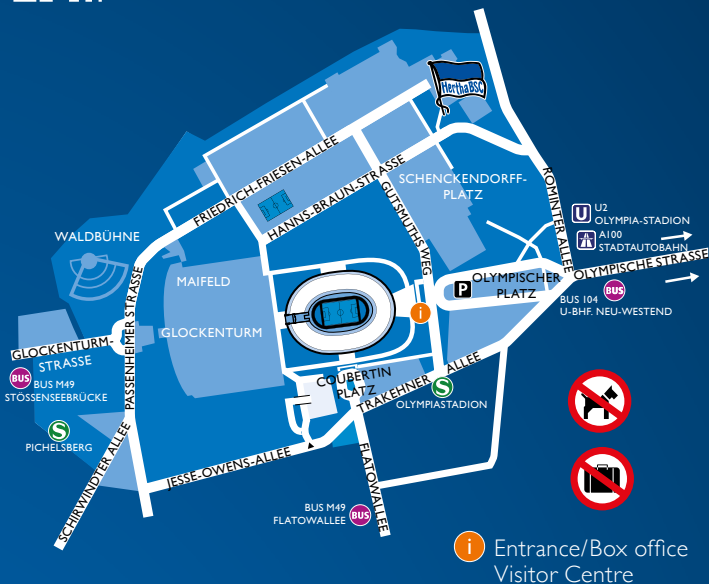 HerthaBSC
FRIEDRICH-FRIESEN-ALLEE
HANNS-BRAUN-STRASSE
GUTSMUTHS WEG
SCHENCKENDORFF-
PLATZ
ROMINTER ALLEE
U
U2
OLYMPIA-STADION
A100
STADTAUTOBAHN
OLYMPISCHE STRASSE
BUS
BUS 104
U-BHF. NEU-WESTEND
P
OLYMPISCHER
PLATZ
WALDBÜHNE
MAIFELD
GLOCKENTURM
PASSENHEIMER STRASSE
GLOCKENTURM-
STRASSE
BUS
BUS M49
STÖSSENSEEBRÜCKE
S
PICHELSBERG
SCHIRWINDTER ALLEE
i
COUBERTIN
PLATZ
TRAKEHNER ALLEE
S
OLYMPIASTADION
JESSE-OWENS-ALLEE
FLATOWALLEE
BUS M49
FLATOWALLEE
BUS
i
Entrance/Box office
Visitor Centre